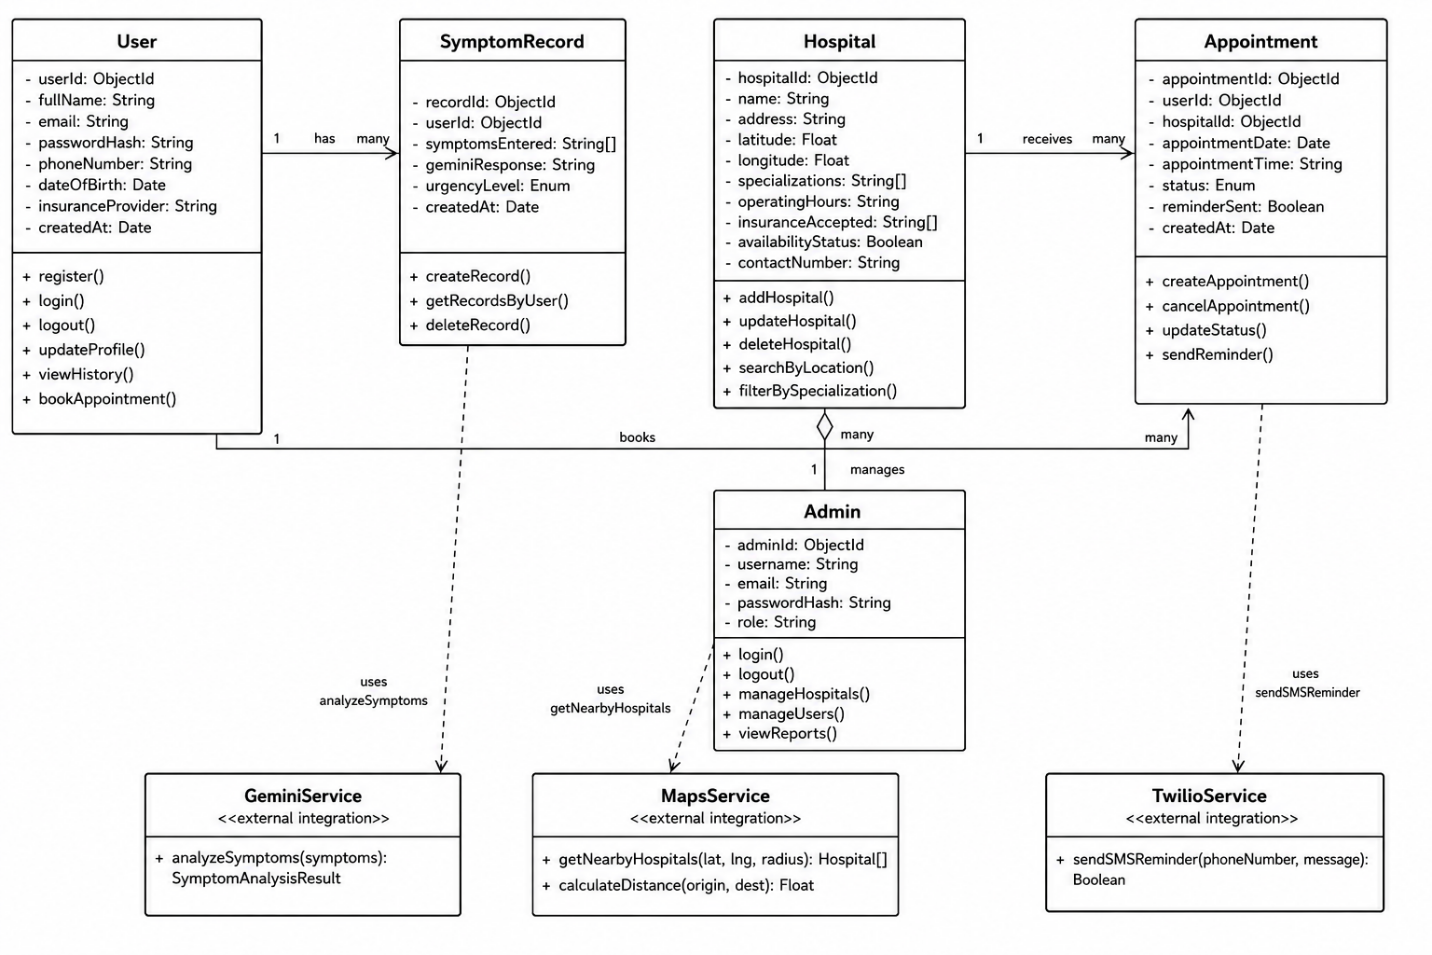 User
- userId: ObjectId
- fullName: String
- email: String
- passwordHash: String
- phoneNumber: String
- dateOfBirth: Date
- insuranceProvider: String
- createdAt: Date
+ register()
+ login()
+ logout()
+ updateProfile()
+ viewHistory()
+ bookAppointment()
1 has many
SymptomRecord
- recordId: ObjectId
- userId: ObjectId
- symptomsEntered: String[]
- geminiResponse: String
- urgencyLevel: Enum
- createdAt: Date
+ createRecord()
+ getRecordsByUser()
+ deleteRecord()
Hospital
- hospitalId: ObjectId
- name: String
- address: String
- latitude: Float
- longitude: Float
- specializations: String[]
- operatingHours: String
- insuranceAccepted: String[]
- availabilityStatus: Boolean
- contactNumber: String
+ addHospital()
+ updateHospital()
+ deleteHospital()
+ searchByLocation()
+ filterBySpecialization()
1 receives many
Appointment
- appointmentId: ObjectId
- userId: ObjectId
- hospitalId: ObjectId
- appointmentDate: Date
- appointmentTime: String
- status: Enum
- reminderSent: Boolean
- createdAt: Date
+ createAppointment()
+ cancelAppointment()
+ updateStatus()
+ sendReminder()
1 books many
many
1 manages
Admin
- adminId: ObjectId
- username: String
- email: String
- passwordHash: String
- role: String
+ login()
+ logout()
+ manageHospitals()
+ manageUsers()
+ viewReports()
uses
analyzeSymptoms
uses
getNearbyHospitals
uses
sendSMSReminder
GeminiService
<<external integration>>
+ analyzeSymptoms(symptoms):
SymptomAnalysisResult
MapsService
<<external integration>>
+ getNearbyHospitals(lat, lng, radius): Hospital[]
+ calculateDistance(origin, dest): Float
TwilioService
<<external integration>>
+ sendSMSReminder(phoneNumber, message):
Boolean